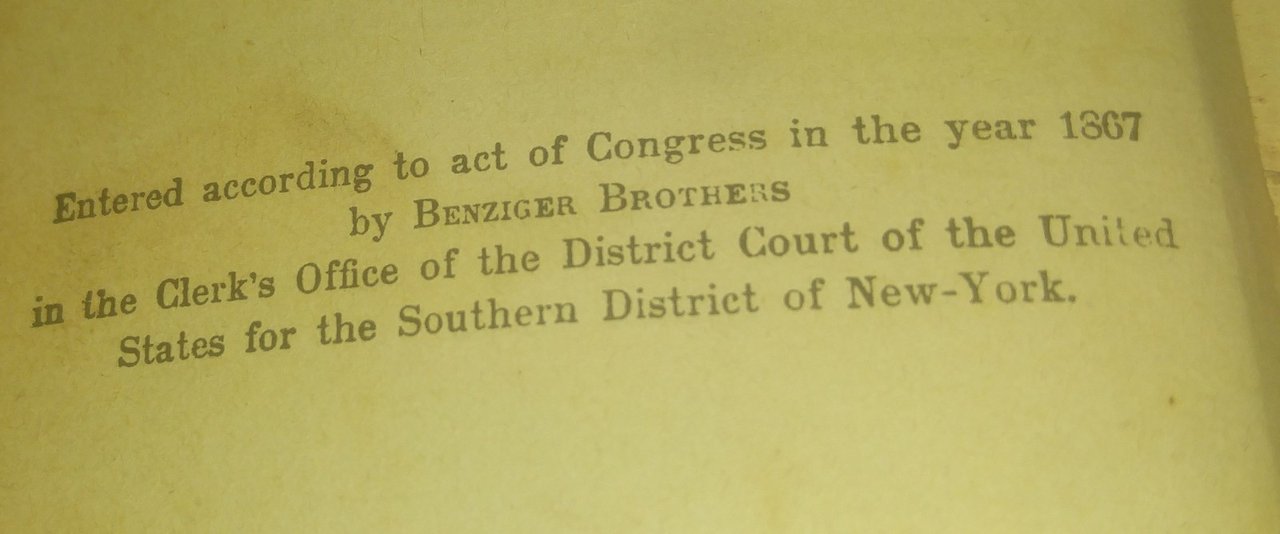 Entered according to act of Congress in the year 1867
by BENZIGER BROTHERS
in the Clerk's Office of the District Court of the United
States for the Southern District of New-York.